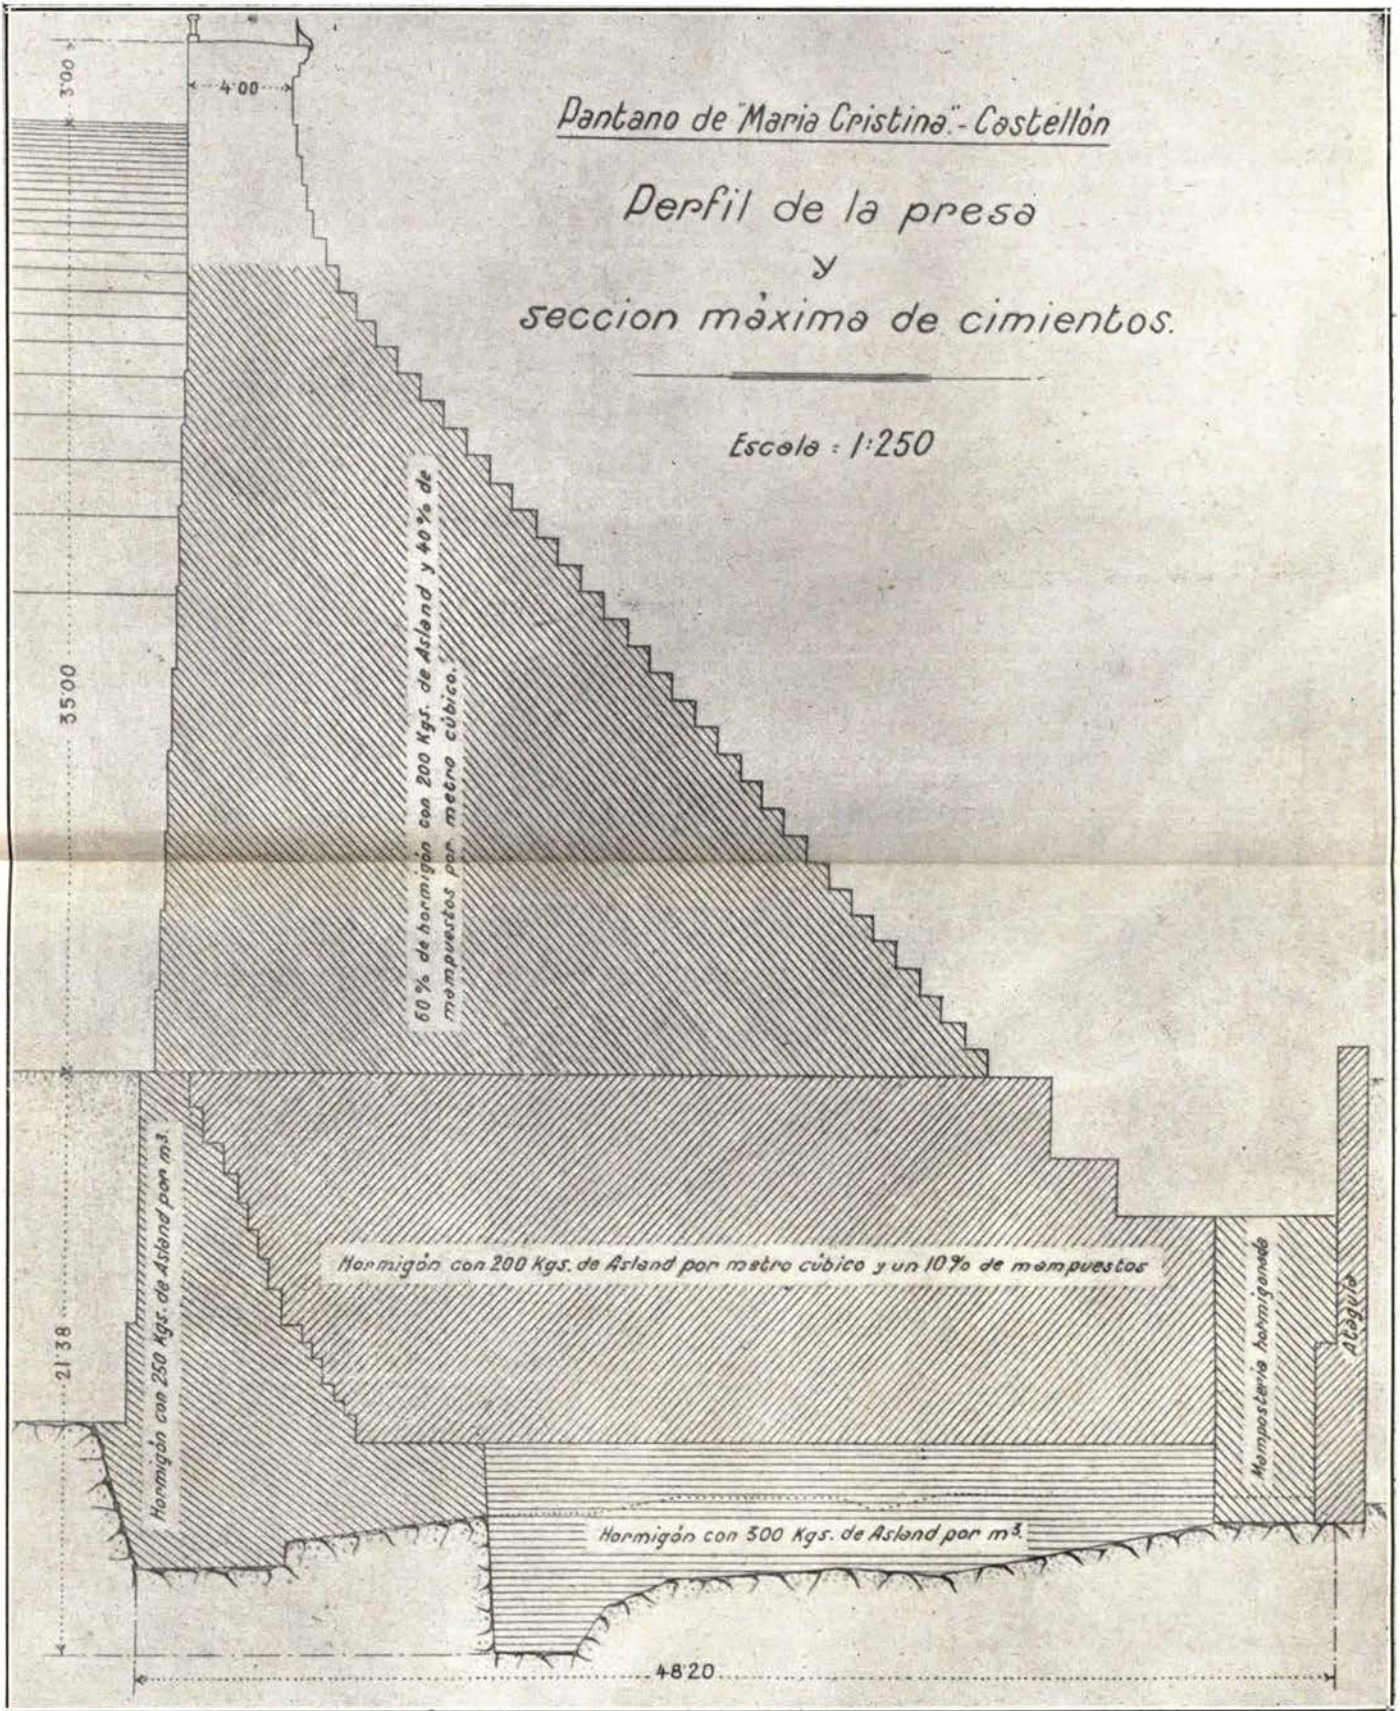 Pantano de "Maria Cristina".- Castellón
Perfil de la presa
y
seccion máxima de cimientos.
Escala = 1:250
3'00
4'00
35'00
60% de hormigón con 200 Kgs. de Asland y 40% de
mampuestos por metro cúbico.
21'38
Hormigón con 250 Kgs. de Asland por m³.
Hormigón con 200 Kgs. de Asland por metro cúbico y un 10% de mampuestos
Mamposteria hormigonada
Ataguia
Hormigón con 300 Kgs. de Asland por m³.
48'20